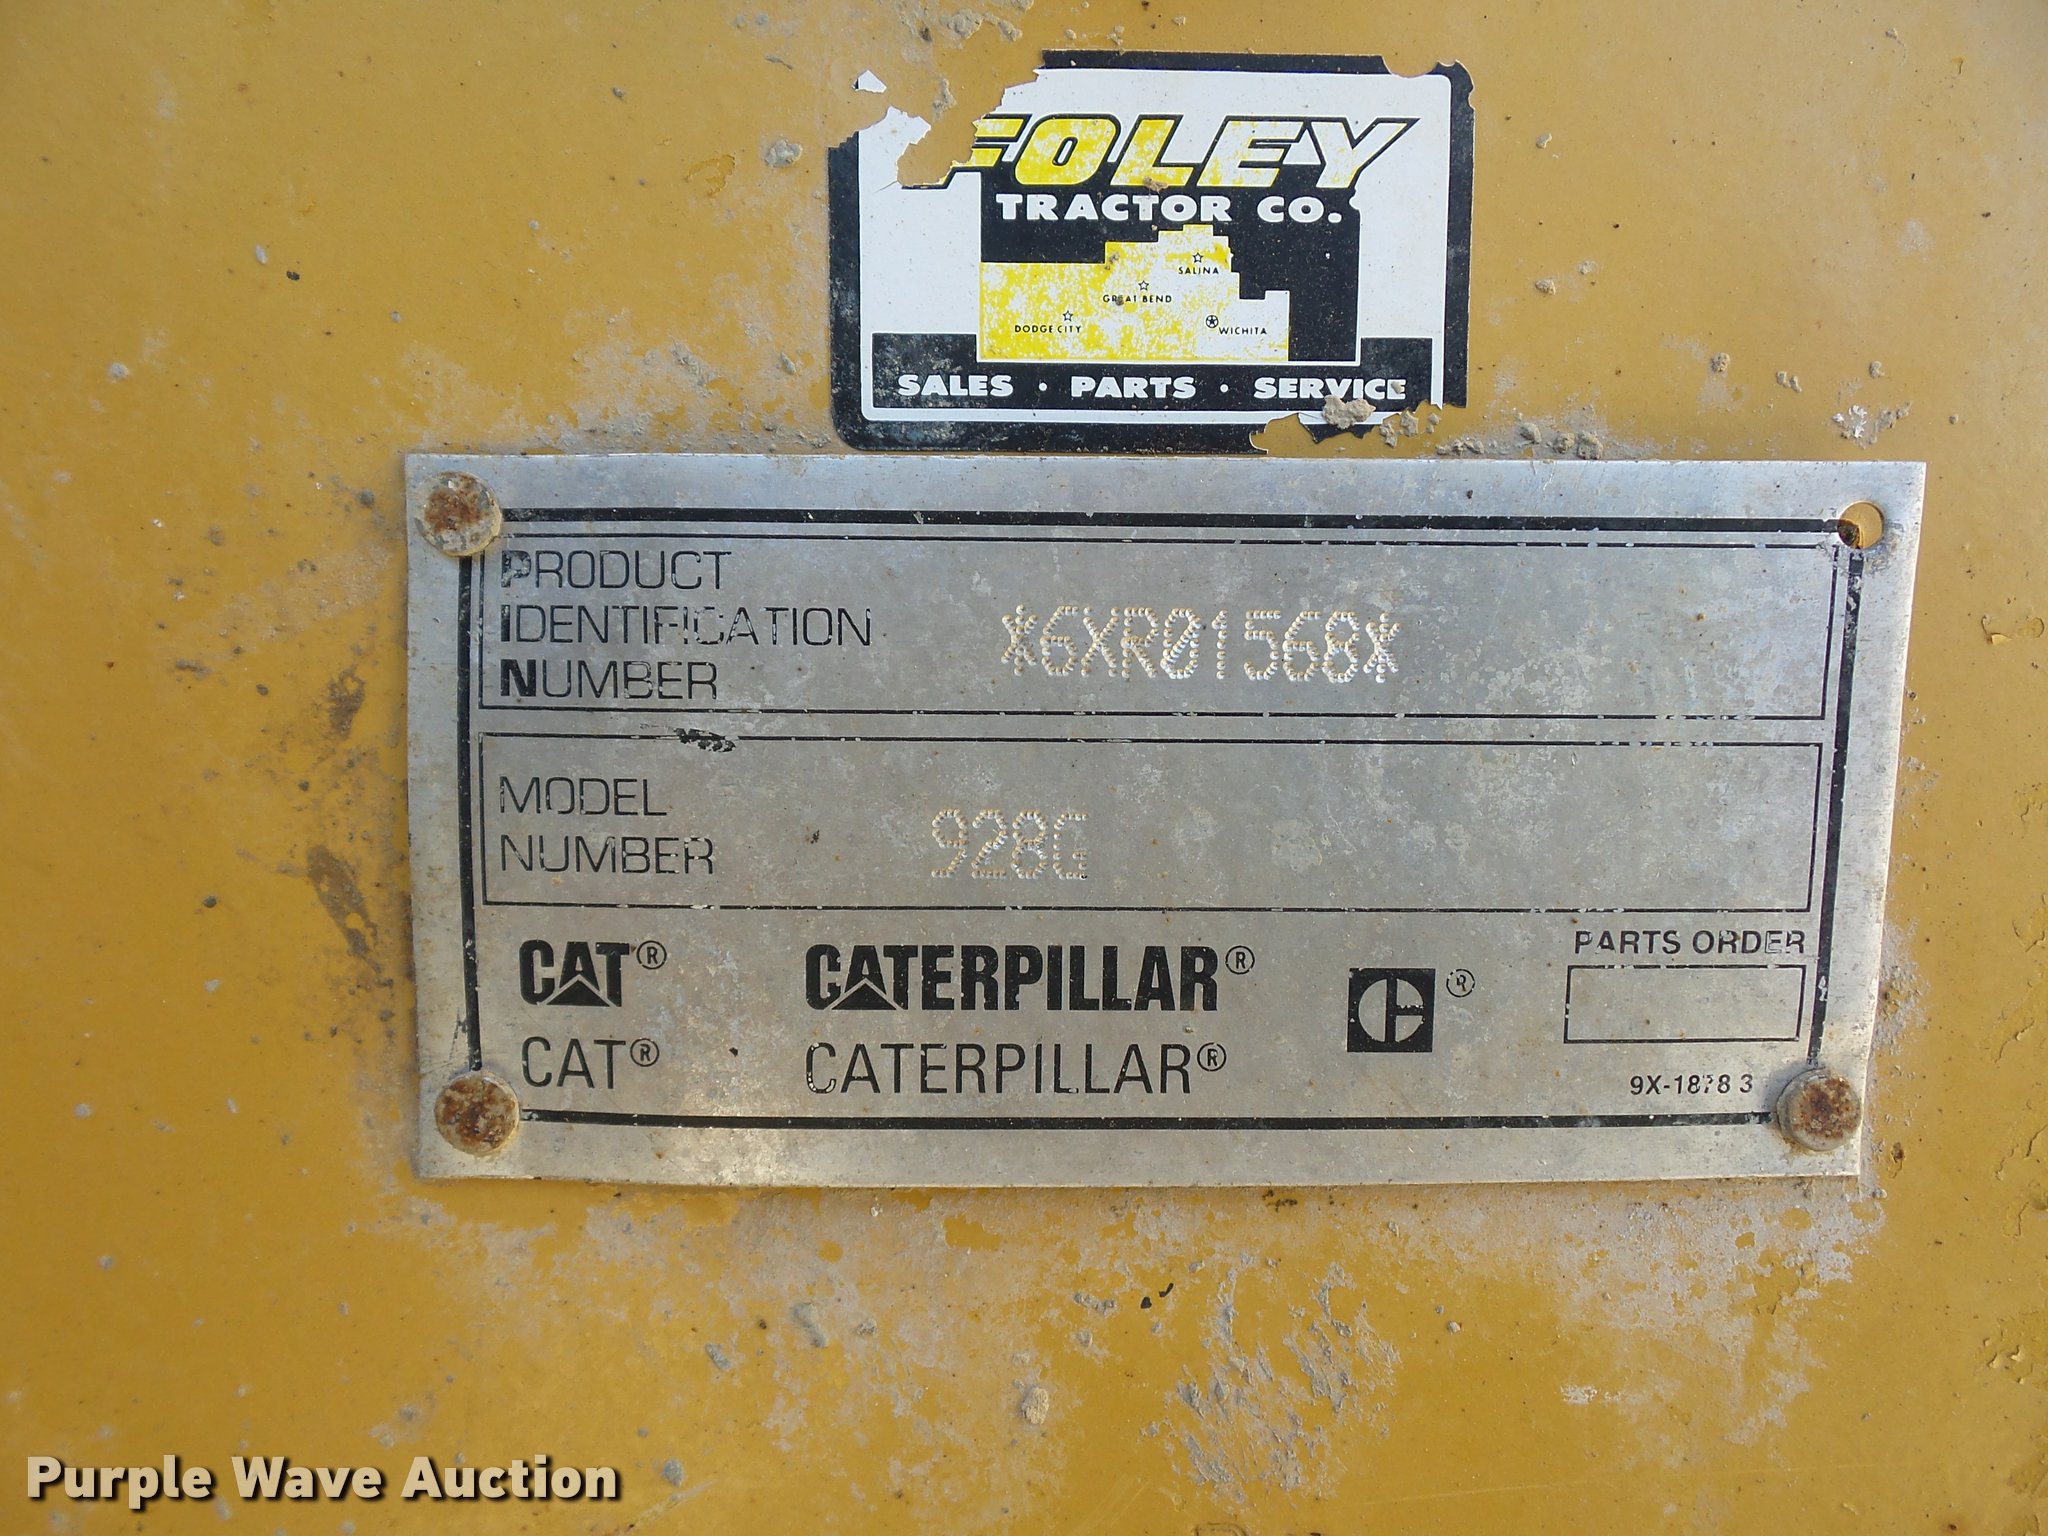 FOLEY
TRACTOR CO.
SALINA
GREAT BEND
DODGE CITY
WICHITA
SALES · PARTS · SERVICE
PRODUCT
IDENTIFICATION
NUMBER
*6XR01568*
MODEL
NUMBER
928G
CAT® CATERPILLAR® ®
PARTS ORDER
CAT® CATERPILLAR®
9X-1878 3
Purple Wave Auction